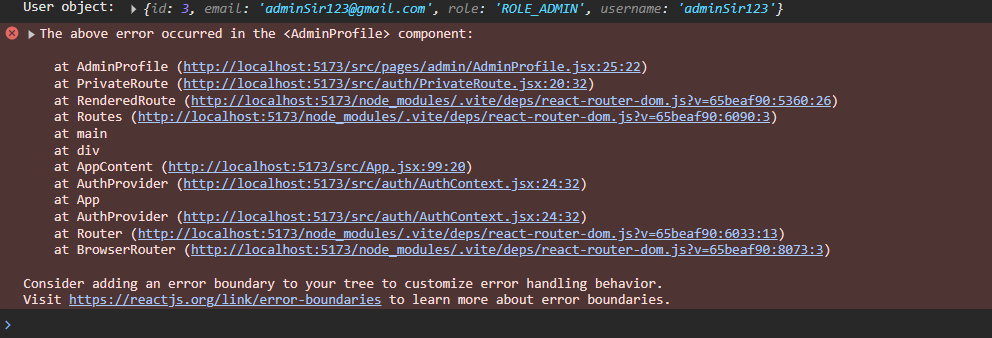 User object: ▶ {id: 3, email: 'adminSir123@gmail.com', role: 'ROLE_ADMIN', username: 'adminSir123'}
▶ The above error occurred in the <AdminProfile> component:
at AdminProfile (http://localhost:5173/src/pages/admin/AdminProfile.jsx:25:22)
at PrivateRoute (http://localhost:5173/src/auth/PrivateRoute.jsx:20:32)
at RenderedRoute (http://localhost:5173/node_modules/.vite/deps/react-router-dom.js?v=65beaf90:5360:26)
at Routes (http://localhost:5173/node_modules/.vite/deps/react-router-dom.js?v=65beaf90:6090:3)
at main
at div
at AppContent (http://localhost:5173/src/App.jsx:99:20)
at AuthProvider (http://localhost:5173/src/auth/AuthContext.jsx:24:32)
at App
at AuthProvider (http://localhost:5173/src/auth/AuthContext.jsx:24:32)
at Router (http://localhost:5173/node_modules/.vite/deps/react-router-dom.js?v=65beaf90:6033:13)
at BrowserRouter (http://localhost:5173/node_modules/.vite/deps/react-router-dom.js?v=65beaf90:8073:3)
Consider adding an error boundary to your tree to customize error handling behavior.
Visit https://reactjs.org/link/error-boundaries to learn more about error boundaries.